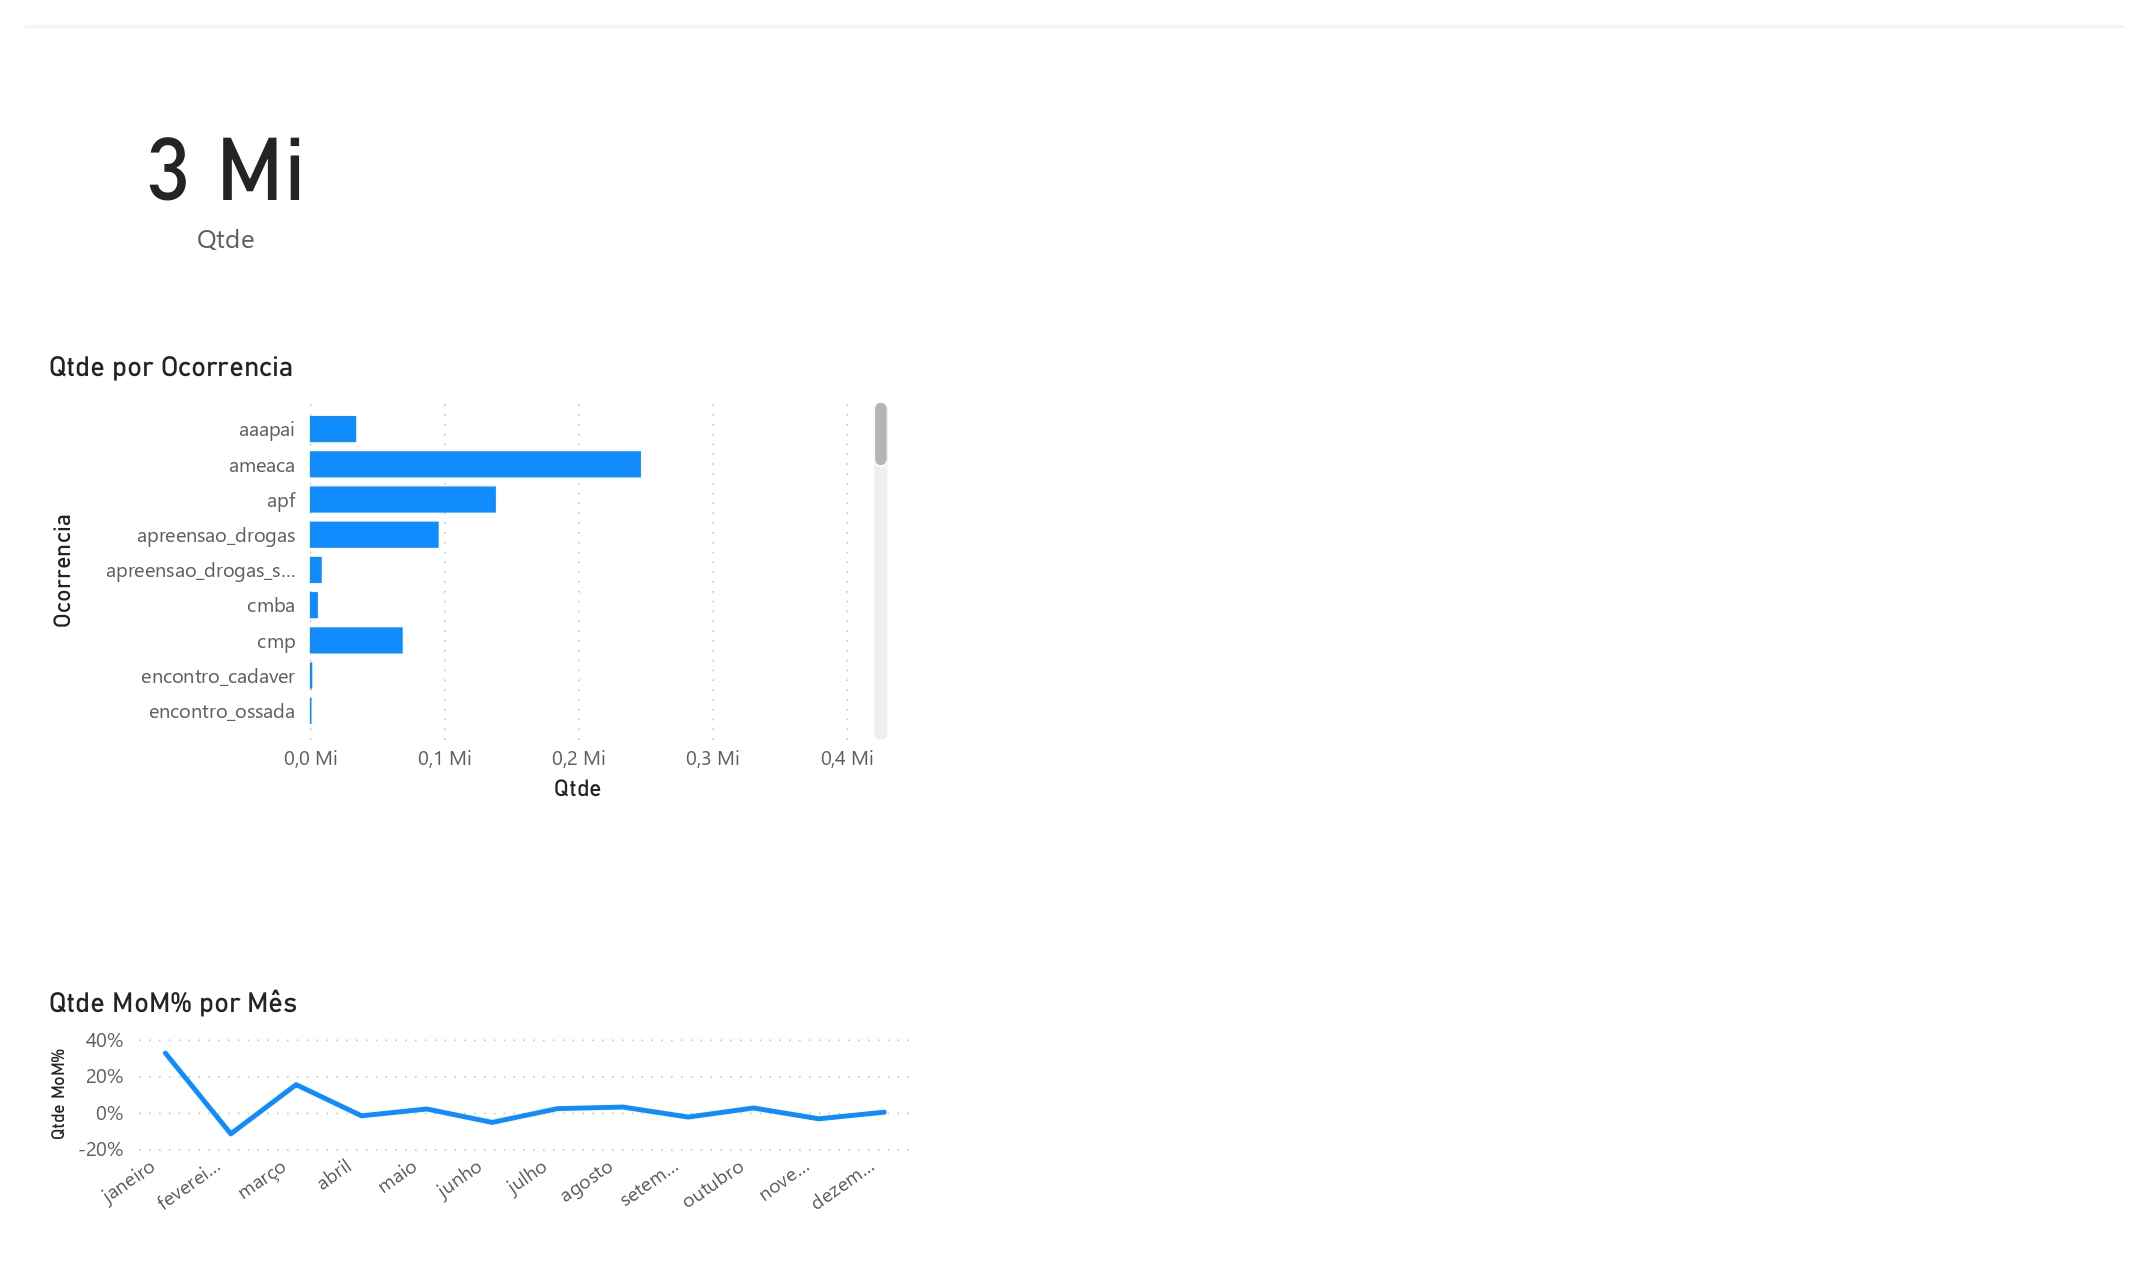 3 Mi
Qtde
Qtde por Ocorrencia
Ocorrencia
aaapai
ameaca
apf
apreensao_drogas
apreensao_drogas_s...
cmba
cmp
encontro_cadaver
encontro_ossada
0,0 Mi 0,1 Mi 0,2 Mi 0,3 Mi 0,4 Mi
Qtde
Qtde MoM% por Mês
Qtde MoM%
40%
20%
0%
-20%
janeiro feverei... março abril maio junho julho agosto setem... outubro nove... dezem...